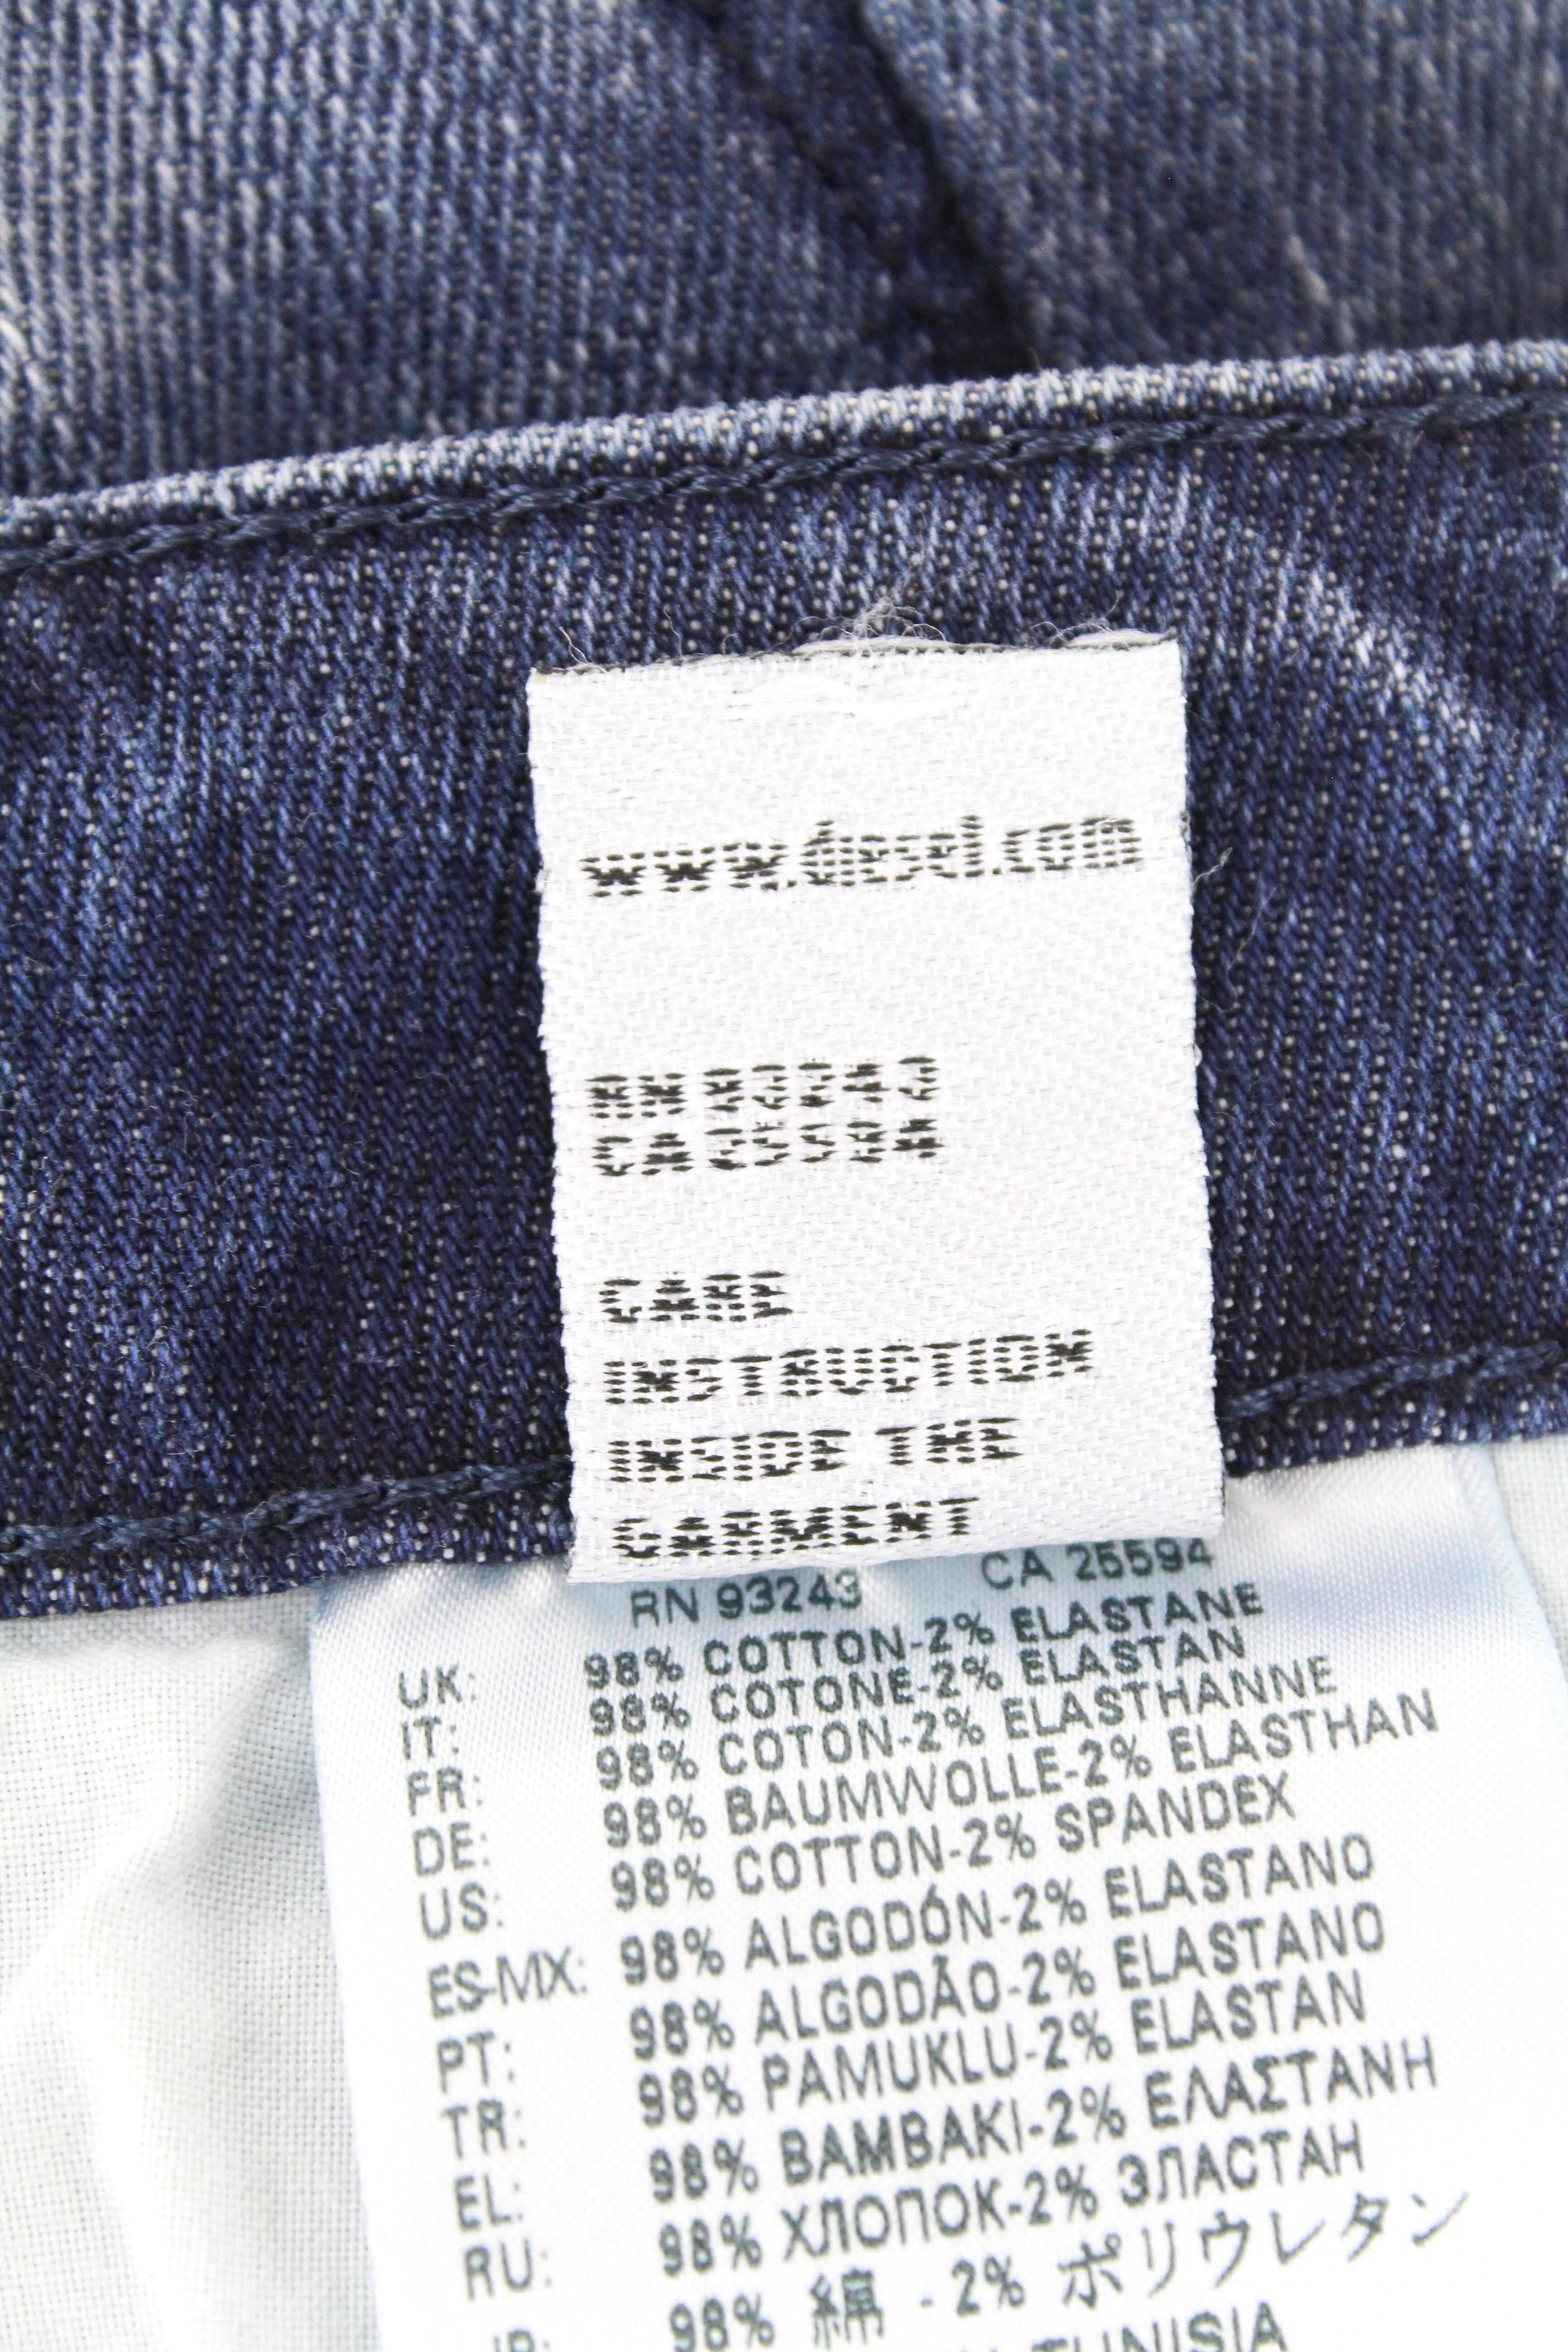 www.diesel.com
RN 93243
CA 25594
CARE
INSTRUCTION
INSIDE THE
GARMENT
RN 93243 CA 25594
UK: 98% COTTON-2% ELASTANE
IT: 98% COTONE-2% ELASTAN
FR: 98% COTON-2% ELASTHANNE
DE: 98% BAUMWOLLE-2% ELASTHAN
US: 98% COTTON-2% SPANDEX
ES-MX: 98% ALGODÓN-2% ELASTANO
PT: 98% ALGODÃO-2% ELASTANO
TR: 98% PAMUKLU-2% ELASTAN
EL: 98% BAMBAKI-2% ΕΛΑΣΤΑΝΗ
RU: 98% ХЛОПОК-2% ЭЛАСТАН
JP: 98% 綿 - 2% ポリウレタン
TUNISIA